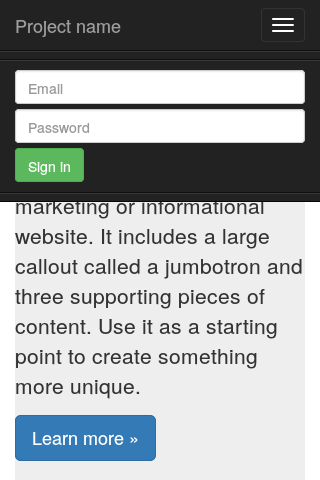 Project name
Email
Password
Sign in
marketing or informational
website. It includes a large
callout called a jumbotron and
three supporting pieces of
content. Use it as a starting
point to create something
more unique.
Learn more »